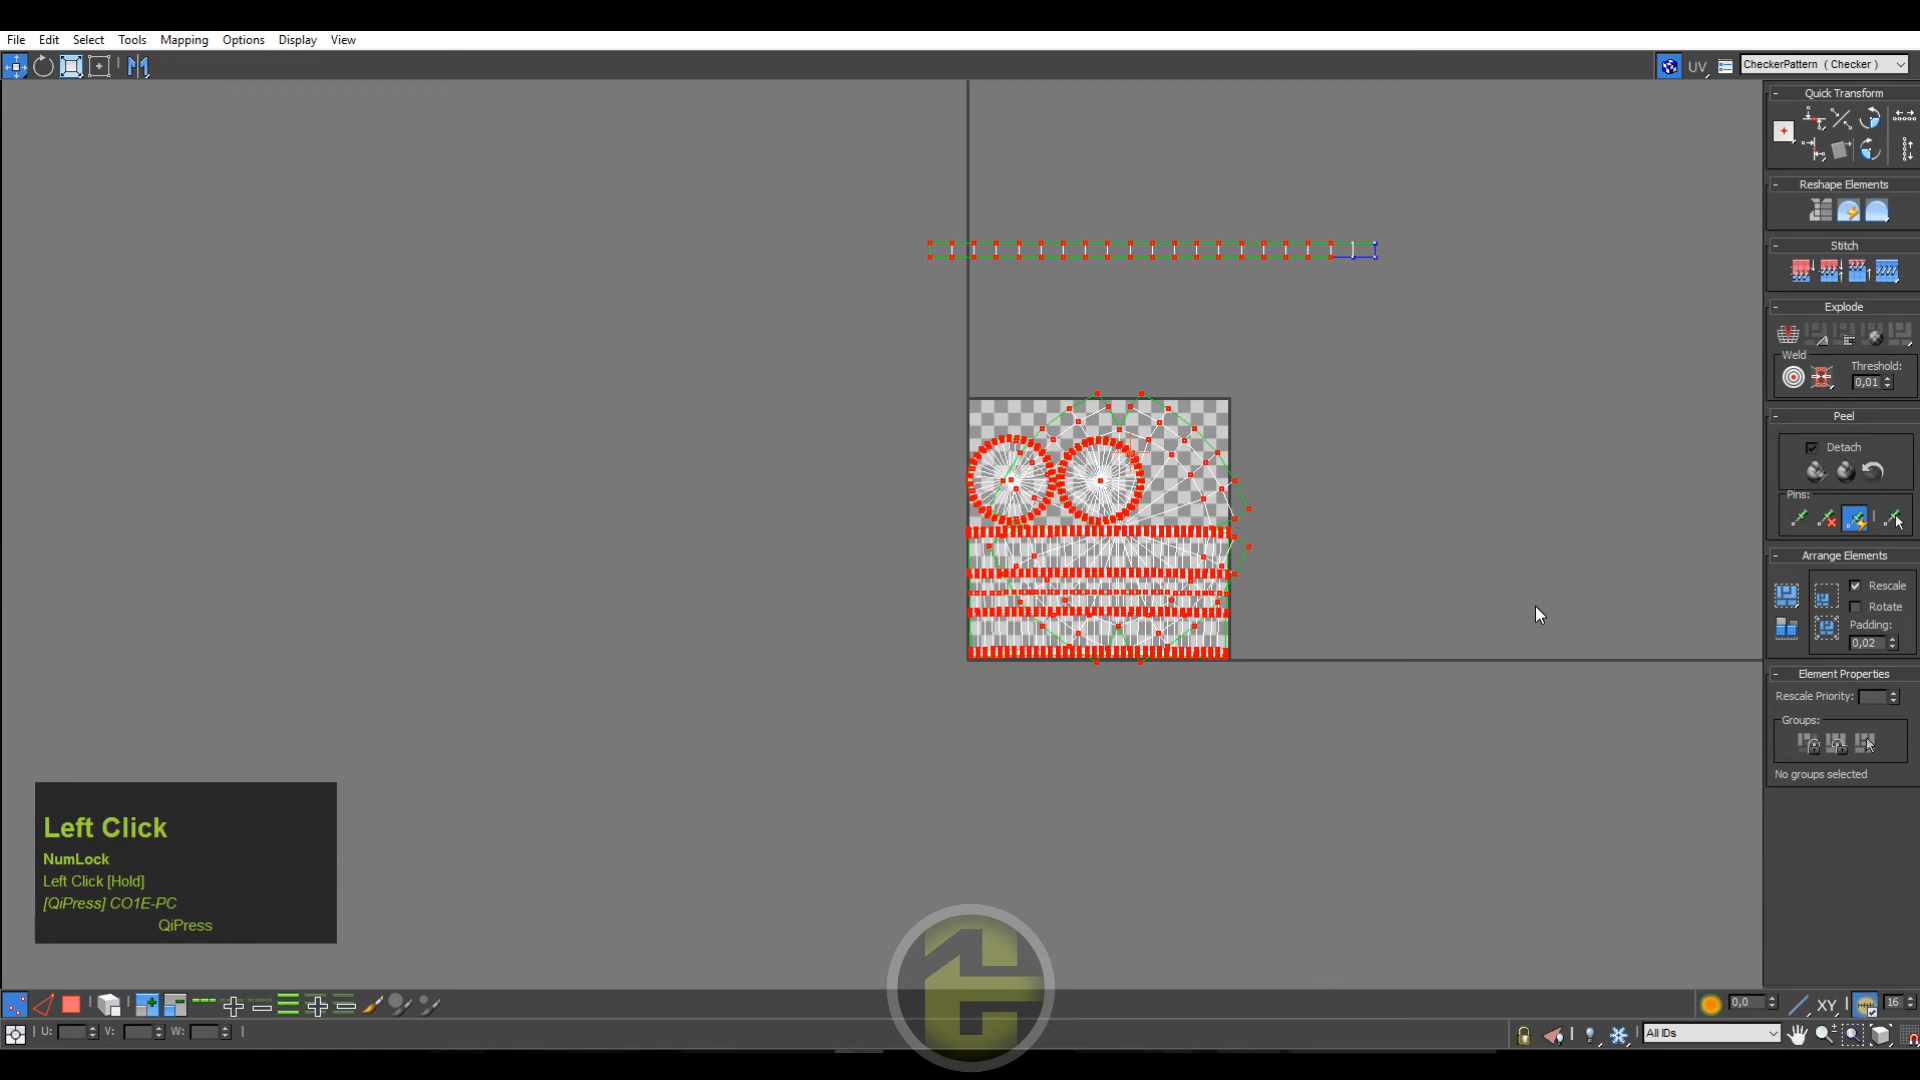 File Edit Select Tools Mapping Options Display View
UV CheckerPattern ( Checker )
Quick Transform
Reshape Elements
Stitch
Explode
Weld
Threshold:
0,01
Peel
Detach
Pins:
Arrange Elements
Rescale
Rotate
Padding:
0,02
Element Properties
Rescale Priority:
Groups:
No groups selected
Left Click
NumLock
Left Click [Hold]
[QiPress] CO1E-PC
QiPress
0,0 XY 16
U: V: W: All IDs